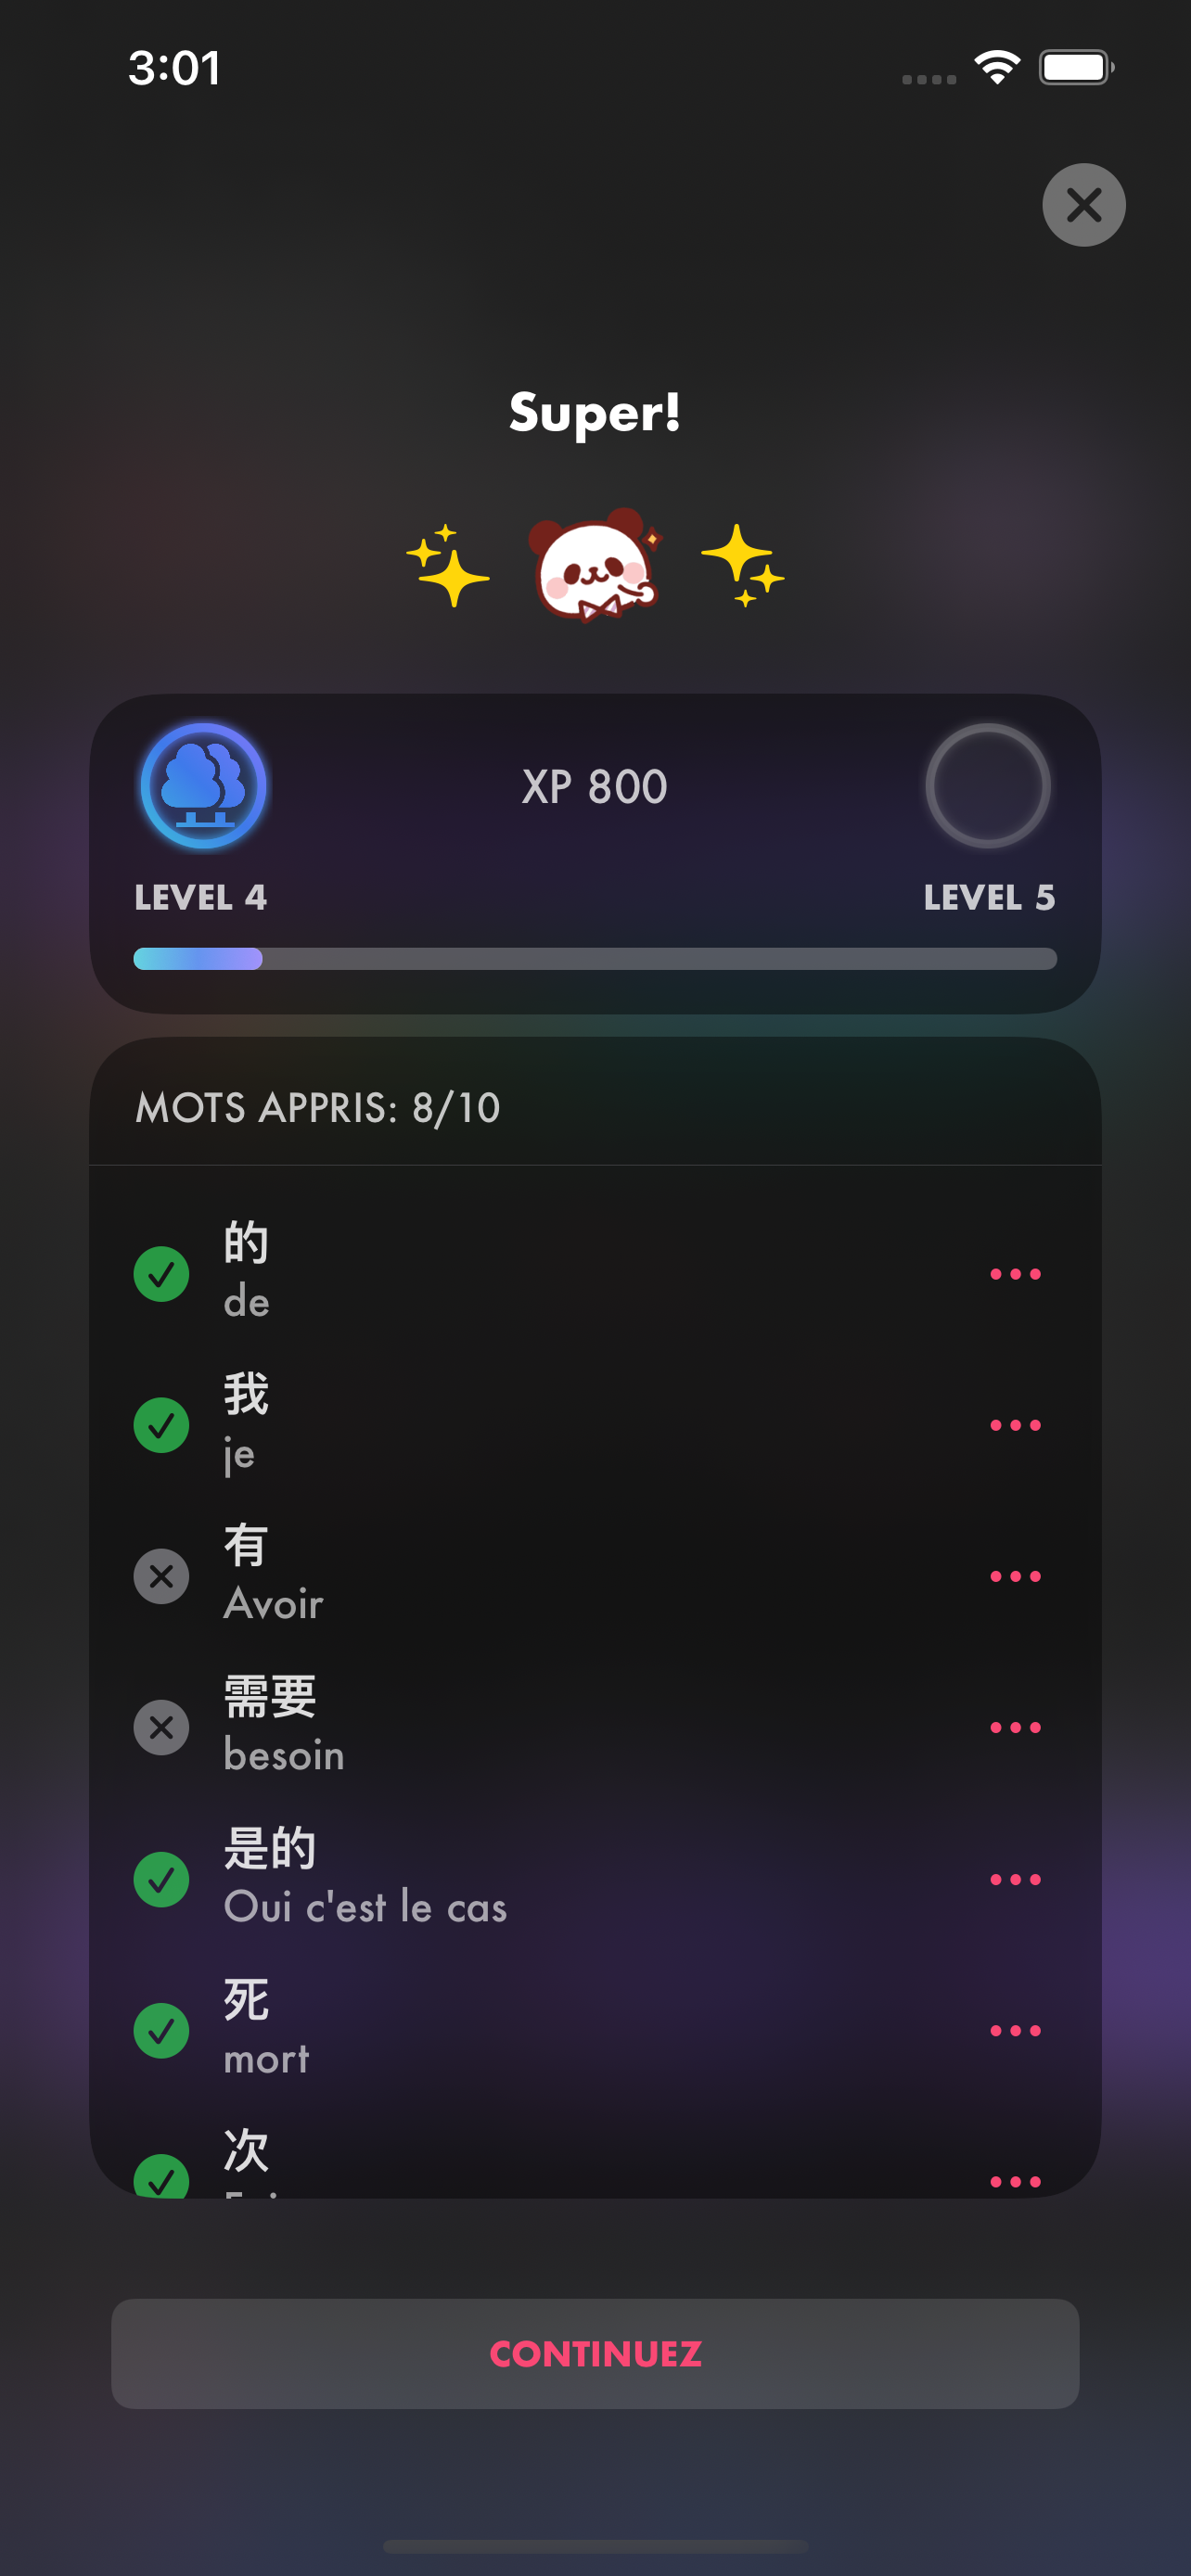 3:01
Super!
XP 800
LEVEL 4
LEVEL 5
MOTS APPRIS: 8/10
的
de
我
je
有
Avoir
需要
besoin
是的
Oui c'est le cas
死
mort
次
CONTINUEZ